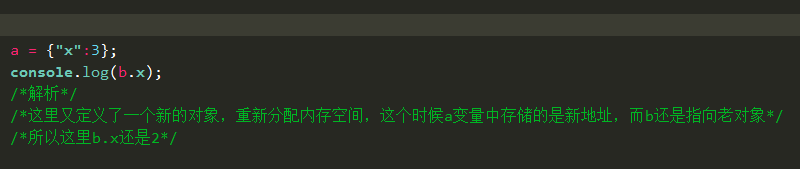 a = {"x":3};
console.log(b.x);
/*解析*/
/*这里又定义了一个新的对象，重新分配内存空间，这个时候a变量中存储的是新地址，而b还是指向老对象*/
/*所以这里b.x还是2*/